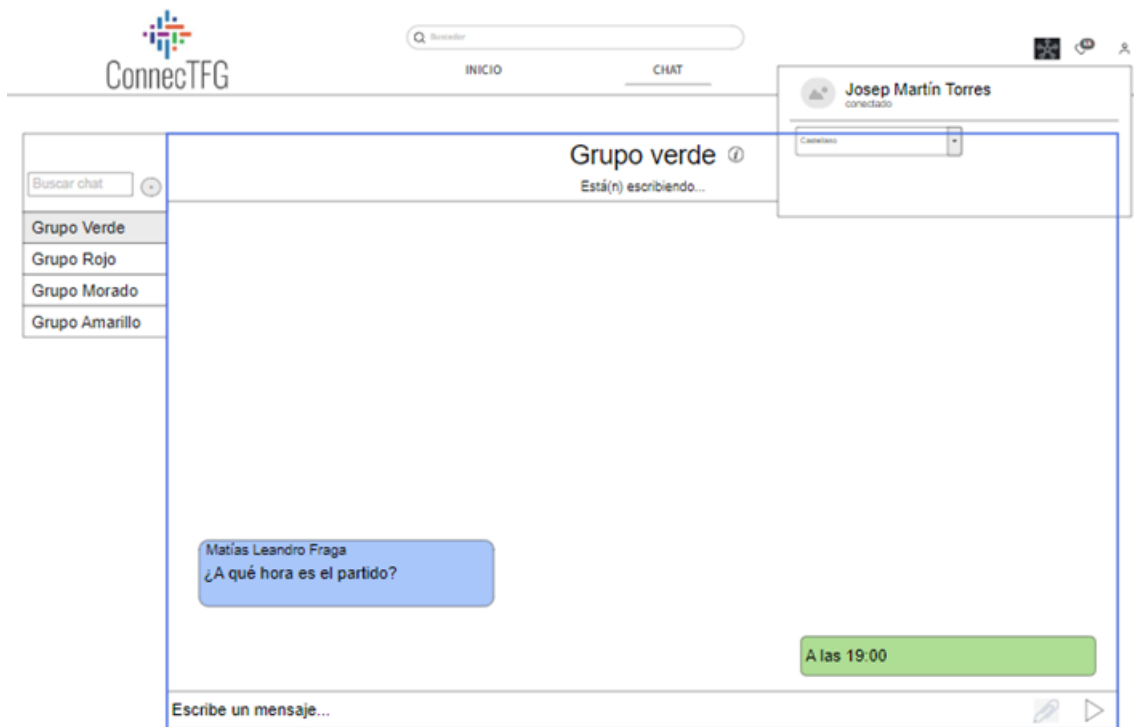 ConnecTFG
Buscador
INICIO
CHAT
Josep Martín Torres
conectado
Castellano
Grupo verde
Está(n) escribiendo...
Buscar chat
Grupo Verde
Grupo Rojo
Grupo Morado
Grupo Amarillo
Matías Leandro Fraga
¿A qué hora es el partido?
A las 19:00
Escribe un mensaje...